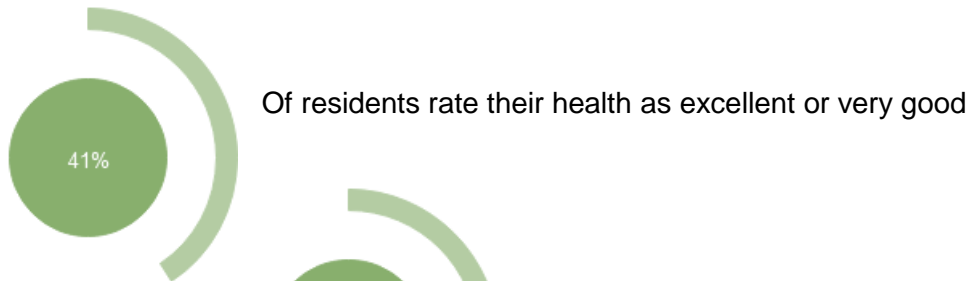 Of residents rate their health as excellent or very good
41%